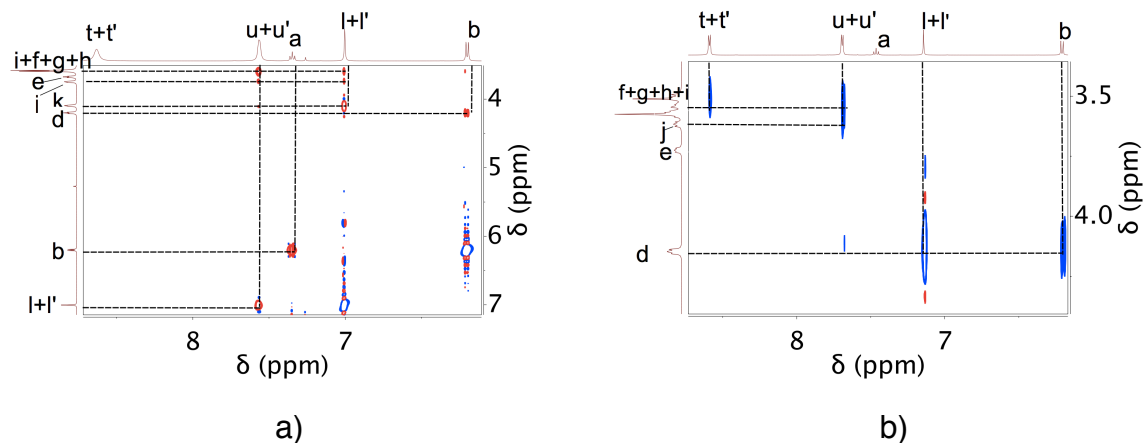 t+t' u+u' a l+l' b
i+f+g+h
e
i
k
d
b
l+l'
4
5
6
7
δ (ppm)
8 7
δ (ppm)
a)
t+t' u+u' a l+l' b
f+g+h+i
j
e
d
3.5
4.0
δ (ppm)
8 7
δ (ppm)
b)